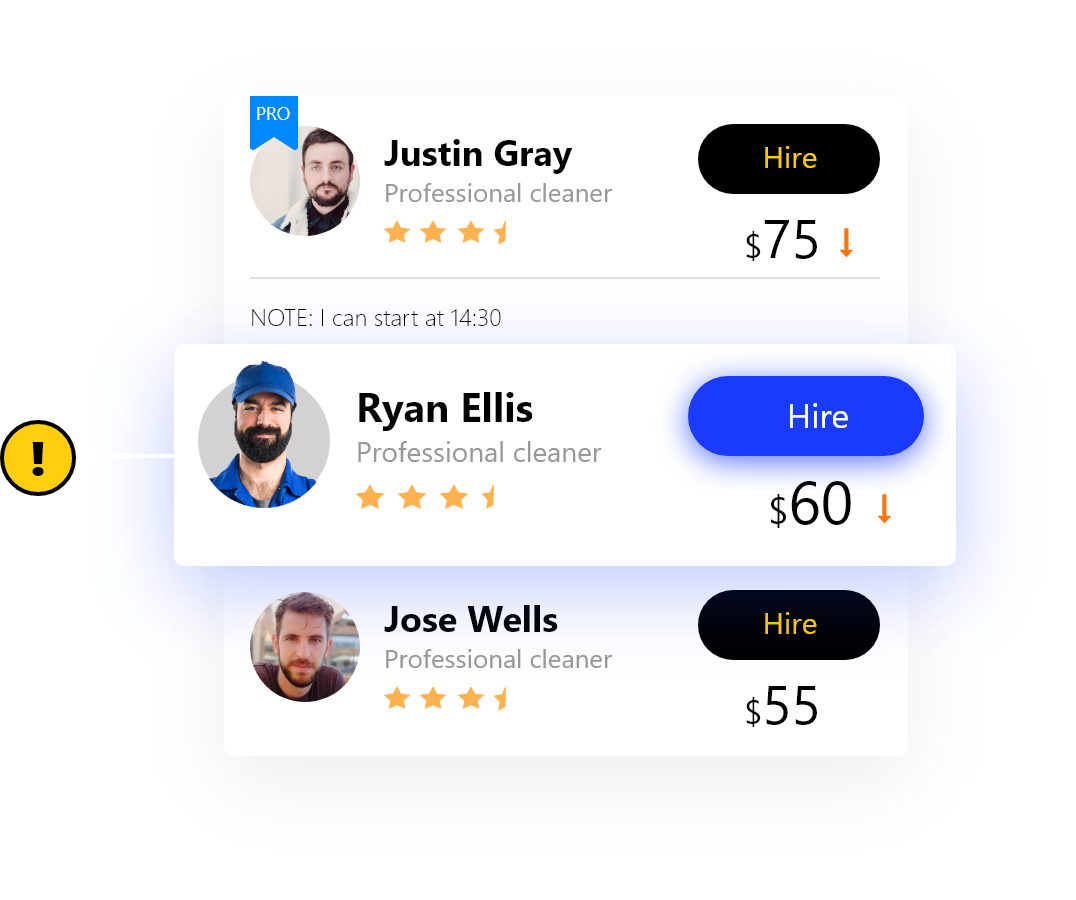 PRO
Justin Gray
Hire
Professional cleaner
$75
NOTE: I can start at 14:30
Ryan Ellis
Hire
Professional cleaner
$60
!
Jose Wells
Hire
Professional cleaner
$55